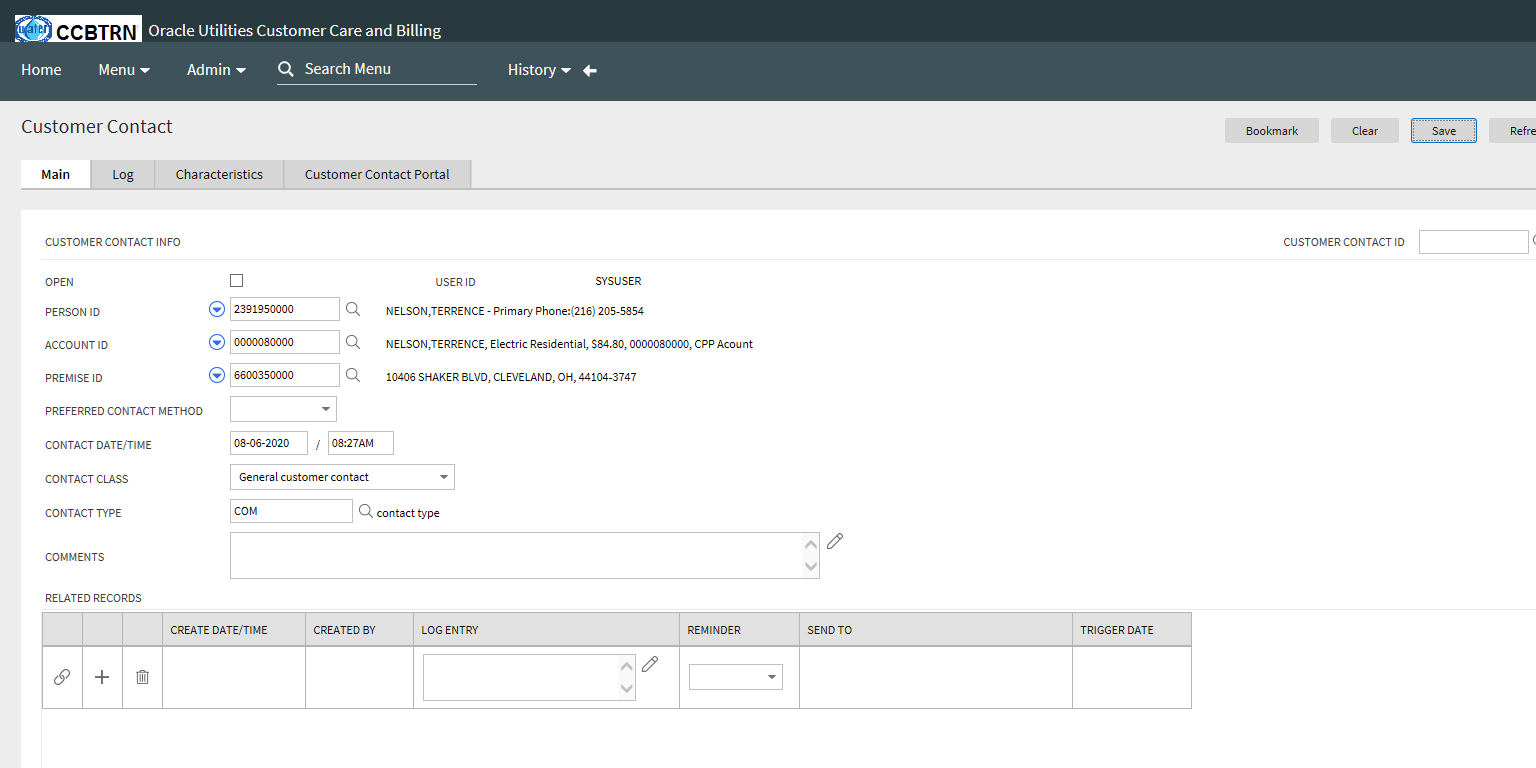 water CCBTRN Oracle Utilities Customer Care and Billing
Home Menu Admin Search Menu History
Customer Contact
Bookmark Clear Save Refre
Main Log Characteristics Customer Contact Portal
CUSTOMER CONTACT INFO CUSTOMER CONTACT ID
OPEN USER ID SYSUSER
PERSON ID 2391950000 NELSON,TERRENCE - Primary Phone:(216) 205-5854
ACCOUNT ID 0000080000 NELSON,TERRENCE, Electric Residential, $84.80, 0000080000, CPP Acount
PREMISE ID 6600350000 10406 SHAKER BLVD, CLEVELAND, OH, 44104-3747
PREFERRED CONTACT METHOD
CONTACT DATE/TIME 08-06-2020 / 08:27AM
CONTACT CLASS General customer contact
CONTACT TYPE COM contact type
COMMENTS
RELATED RECORDS
CREATE DATE/TIME CREATED BY LOG ENTRY REMINDER SEND TO TRIGGER DATE